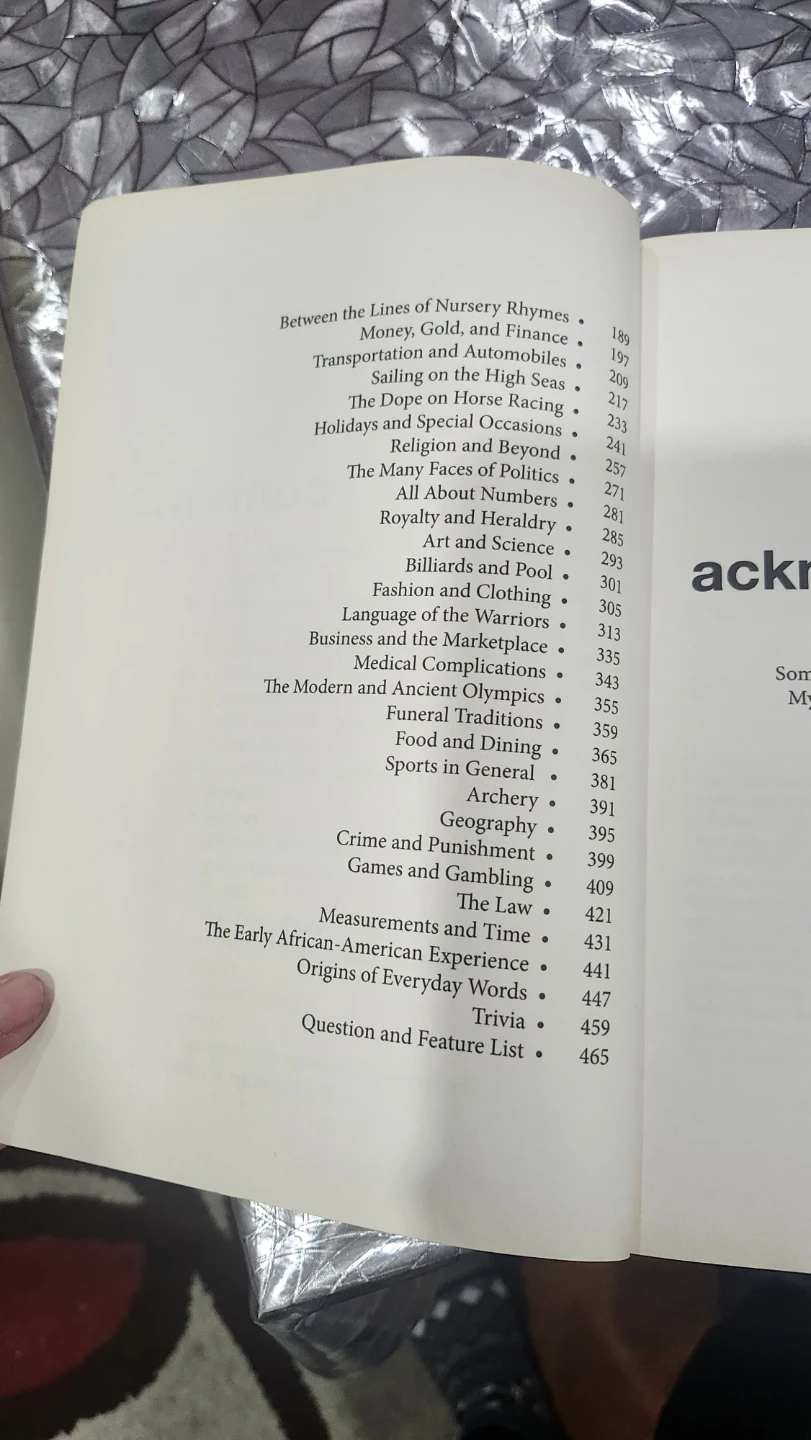 Between the Lines of Nursery Rhymes • 189
Money, Gold, and Finance • 197
Transportation and Automobiles • 209
Sailing on the High Seas • 217
The Dope on Horse Racing • 233
Holidays and Special Occasions • 241
Religion and Beyond • 257
The Many Faces of Politics • 271
All About Numbers • 281
Royalty and Heraldry • 285
Art and Science • 293
Billiards and Pool • 301
Fashion and Clothing • 305
Language of the Warriors • 313
Business and the Marketplace • 335
Medical Complications • 343
The Modern and Ancient Olympics • 355
Funeral Traditions • 359
Food and Dining • 365
Sports in General • 381
Archery • 391
Geography • 395
Crime and Punishment • 399
Games and Gambling • 409
The Law • 421
Measurements and Time • 431
The Early African-American Experience • 441
Origins of Everyday Words • 447
Trivia • 459
Question and Feature List • 465